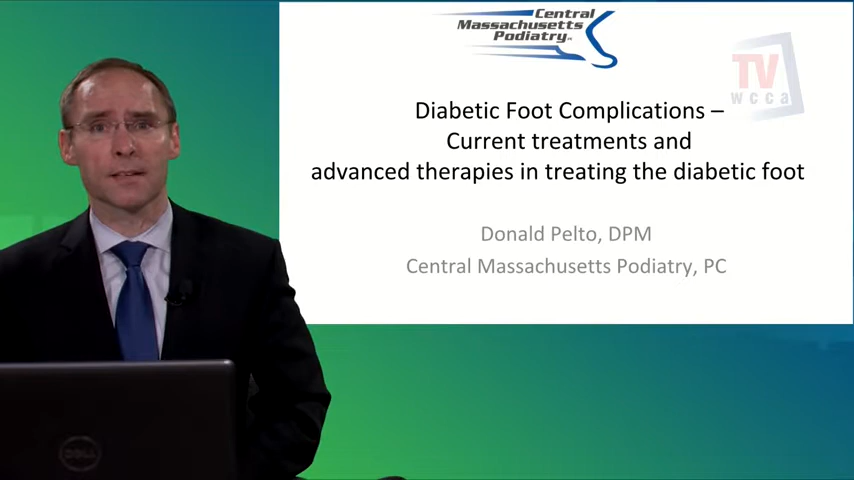 Central
Massachusetts
Podiatry
TV
wcca
Diabetic Foot Complications –
Current treatments and
advanced therapies in treating the diabetic foot
Donald Pelto, DPM
Central Massachusetts Podiatry, PC
DELL